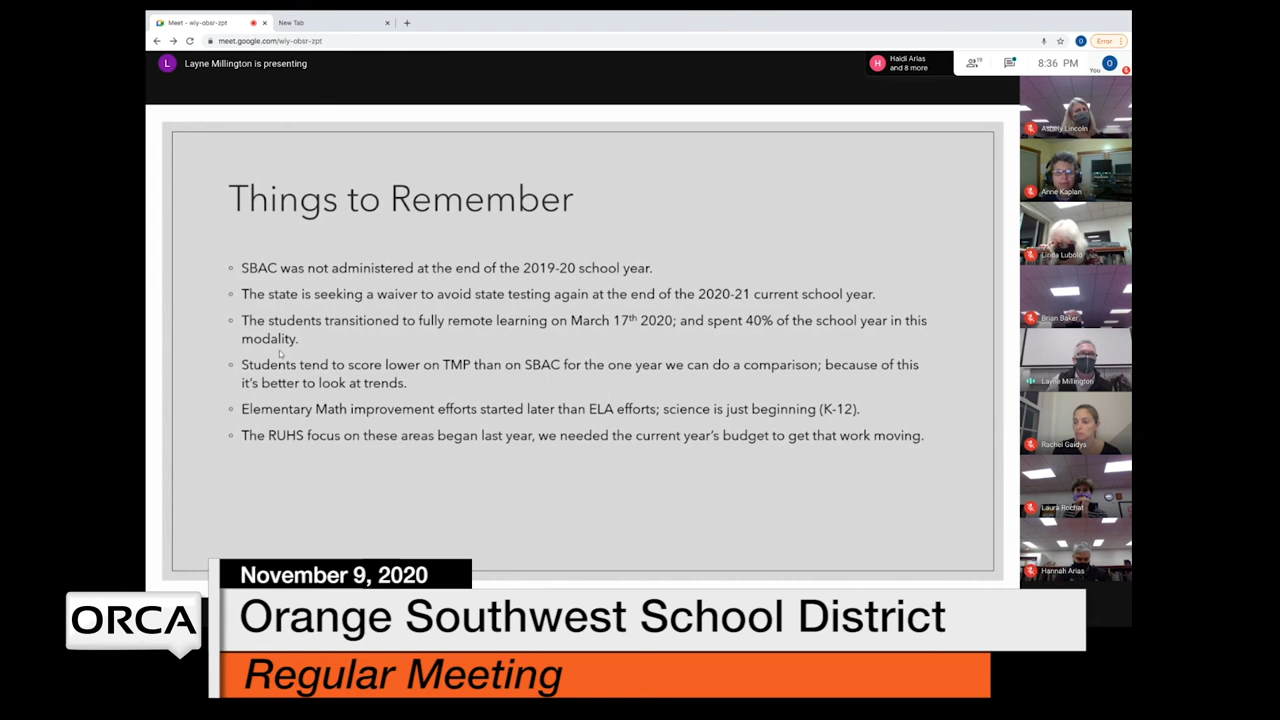 Meet - wiy-obsr-zpt
New Tab
meet.google.com/wiy-obsr-zpt
O
Error
L
Layne Millington is presenting
H
Haidi Arias
and 8 more
19
8:36 PM
You
O
Things to Remember
SBAC was not administered at the end of the 2019-20 school year.
The state is seeking a waiver to avoid state testing again at the end of the 2020-21 current school year.
The students transitioned to fully remote learning on March 17th 2020; and spent 40% of the school year in this
modality.
Students tend to score lower on TMP than on SBAC for the one year we can do a comparison; because of this
it's better to look at trends.
Elementary Math improvement efforts started later than ELA efforts; science is just beginning (K-12).
The RUHS focus on these areas began last year, we needed the current year's budget to get that work moving.
Lincoln
Anne Kaplan
Linda Lubold
Brian Baker
Layne Millington
Rachel Gaidys
Laura Rochat
Hannah Arias
November 9, 2020
ORCA
Orange Southwest School District
Regular Meeting